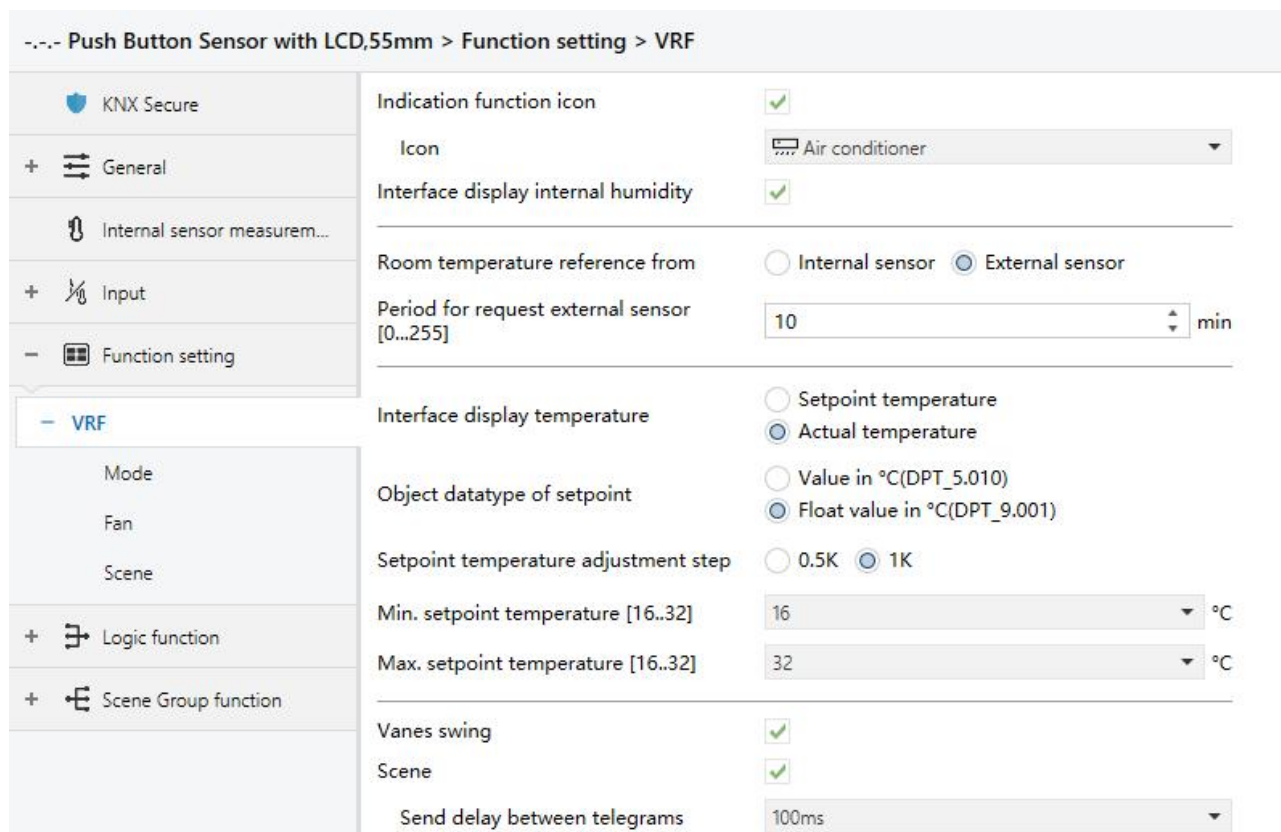 -.-.- Push Button Sensor with LCD,55mm > Function setting > VRF
KNX Secure
+ General
Internal sensor measurem...
+ Input
− Function setting
− VRF
Mode
Fan
Scene
+ Logic function
+ Scene Group function
Indication function icon
Icon Air conditioner
Interface display internal humidity
Room temperature reference from Internal sensor External sensor
Period for request external sensor
[0...255] 10 min
Interface display temperature Setpoint temperature
Actual temperature
Object datatype of setpoint Value in °C(DPT_5.010)
Float value in °C(DPT_9.001)
Setpoint temperature adjustment step 0.5K 1K
Min. setpoint temperature [16..32] 16 °C
Max. setpoint temperature [16..32] 32 °C
Vanes swing
Scene
Send delay between telegrams 100ms